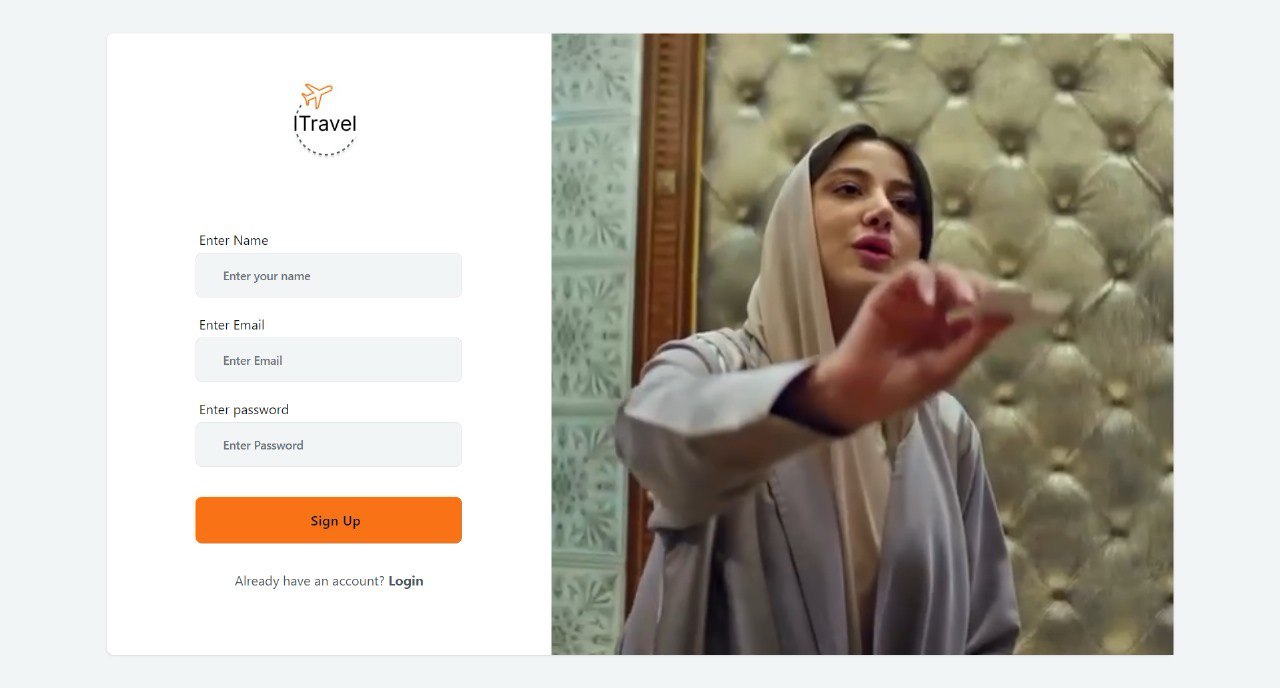 ITravel
Enter Name
Enter your name
Enter Email
Enter Email
Enter password
Enter Password
Sign Up
Already have an account? Login